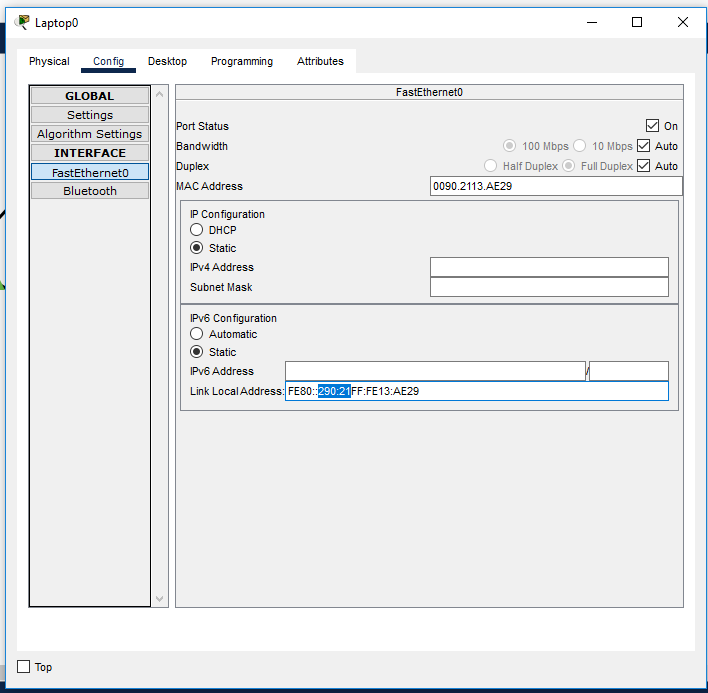 Laptop0
Physical Config Desktop Programming Attributes
GLOBAL
Settings
Algorithm Settings
INTERFACE
FastEthernet0
Bluetooth
FastEthernet0
Port Status On
Bandwidth 100 Mbps 10 Mbps Auto
Duplex Half Duplex Full Duplex Auto
MAC Address 0090.2113.AE29
IP Configuration
DHCP
Static
IPv4 Address
Subnet Mask
IPv6 Configuration
Automatic
Static
IPv6 Address /
Link Local Address: FE80::290:21FF:FE13:AE29
Top